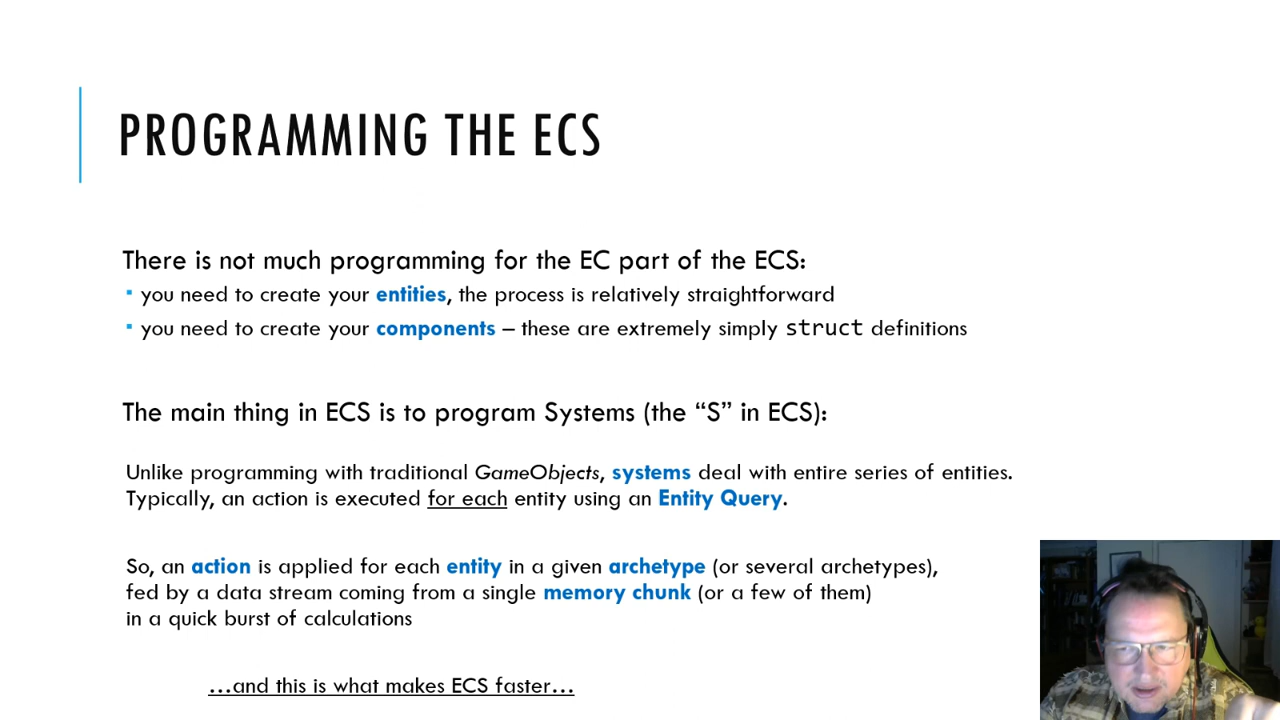 PROGRAMMING THE ECS
There is not much programming for the EC part of the ECS:
▪ you need to create your entities, the process is relatively straightforward
▪ you need to create your components – these are extremely simply struct definitions
The main thing in ECS is to program Systems (the “S” in ECS):
Unlike programming with traditional GameObjects, systems deal with entire series of entities.
Typically, an action is executed for each entity using an Entity Query.
So, an action is applied for each entity in a given archetype (or several archetypes),
fed by a data stream coming from a single memory chunk (or a few of them)
in a quick burst of calculations
…and this is what makes ECS faster…